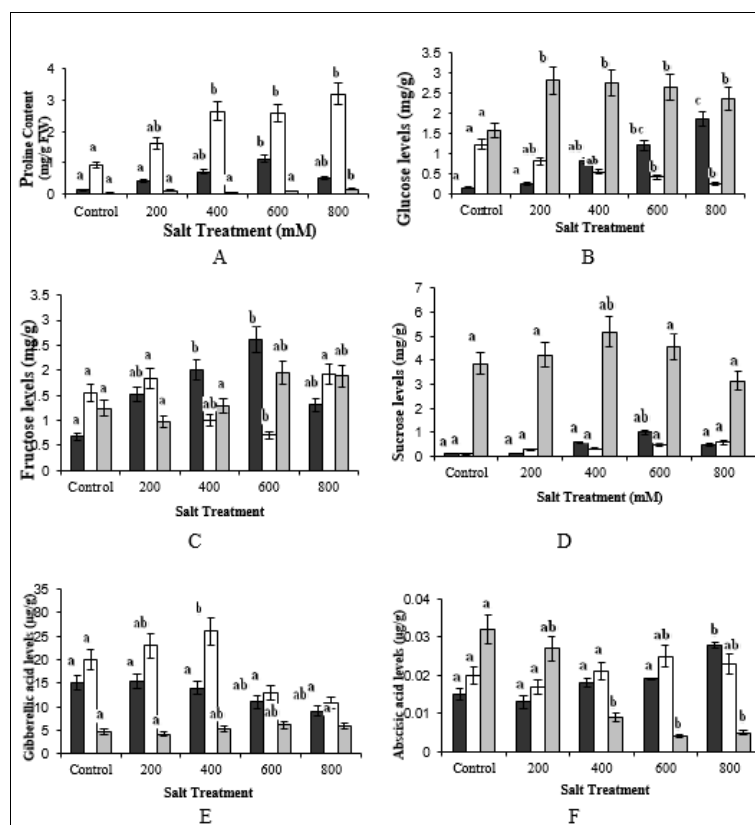 Proline Content
(mg/g FW)
4
3
2
1
0
a
a
a
a
ab
a
ab
b
a
b
b
a
a
b
b
Control
200
400
600
800
Salt Treatment (mM)
A
Glucose levels (mg/g)
3.5
3
2.5
2
1.5
1
0.5
0
a
a
a
a
ab
b
ab
ab
b
bc
b
b
c
b
b
Control
200
400
600
800
Salt Treatment
B
Fructose levels (mg/g)
3.5
3
2.5
2
1.5
1
0.5
0
a
a
a
ab
a
a
b
ab
a
b
b
ab
ab
a
ab
Control
200
400
600
800
Salt Treatment
C
Sucrose levels (mg/g)
7
6
5
4
3
2
1
0
a
a
a
a
a
a
a
a
ab
ab
a
a
a
a
a
Control
200
400
600
800
Salt Treatment (mM)
D
Gibberellic acid levels (µg/g)
35
30
25
20
15
10
5
0
a
a
a
a
ab
a
a
b
ab
ab
a
ab
ab
a
a
Control
200
400
600
800
Salt Treatment
E
Abscisic acid levels (µg/g)
0.04
0.03
0.02
0.01
0
a
a
a
a
a
ab
a
a
b
a
ab
b
b
ab
b
Control
200
400
600
800
Salt Treatment
F